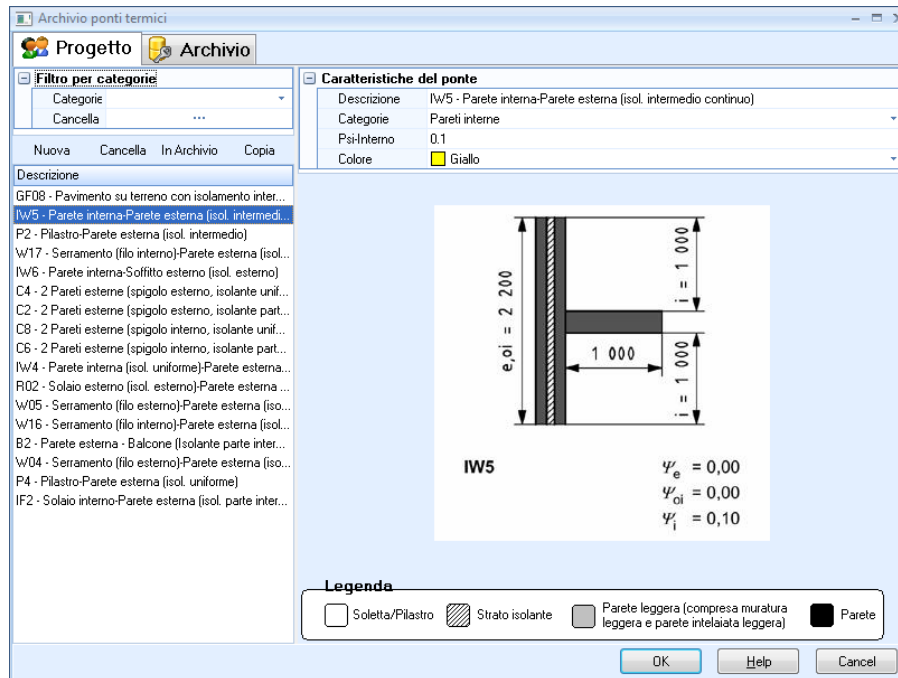 Archivio ponti termici
Progetto
Archivio
Filtro per categorie
Categorie
Cancella ...
Nuova Cancella In Archivio Copia
Descrizione
GF08 - Pavimento su terreno con isolamento inter...
IW5 - Parete interna-Parete esterna (isol. intermedi...
P2 - Pilastro-Parete esterna (isol. intermedio)
W17 - Serramento (filo interno)-Parete esterna (isol...
IW6 - Parete interna-Soffitto esterno (isol. esterno)
C4 - 2 Pareti esterne (spigolo esterno, isolante unif...
C2 - 2 Pareti esterne (spigolo esterno, isolante part...
C8 - 2 Pareti esterne (spigolo interno, isolante unif...
C6 - 2 Pareti esterne (spigolo interno, isolante part...
IW4 - Parete interna (isol. uniforme)-Parete esterna...
R02 - Solaio esterno (isol. esterno)-Parete esterna ...
W05 - Serramento (filo esterno)-Parete esterna (iso...
W16 - Serramento (filo interno)-Parete esterna (isol...
B2 - Parete esterna - Balcone (Isolante parte inter...
W04 - Serramento (filo esterno)-Parete esterna (iso...
P4 - Pilastro-Parete esterna (isol. uniforme)
IF2 - Solaio interno-Parete esterna (isol. parte inter...
Caratteristiche del ponte
Descrizione IW5 - Parete interna-Parete esterna (isol. intermedio continuo)
Categorie Pareti interne
Psi-Interno 0.1
Colore Giallo
e,oi = 2 200
i = 1 000
1 000
i = 1 000
IW5
Ψe = 0,00
Ψoi = 0,00
Ψi = 0,10
Legenda
Soletta/Pilastro
Strato isolante
Parete leggera (compresa muratura
leggera e parete intelaiata leggera)
Parete
OK Help Cancel